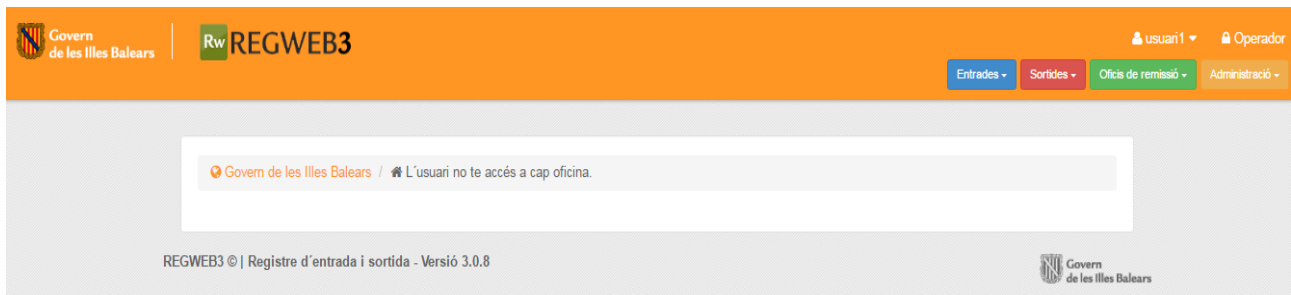 Govern
de les Illes Balears
Rw REGWEB3
usuari1
Operador
Entrades
Sortides
Oficis de remissió
Administració
Govern de les Illes Balears / L´usuari no te accés a cap oficina.
REGWEB3 © | Registre d´entrada i sortida - Versió 3.0.8
Govern
de les Illes Balears